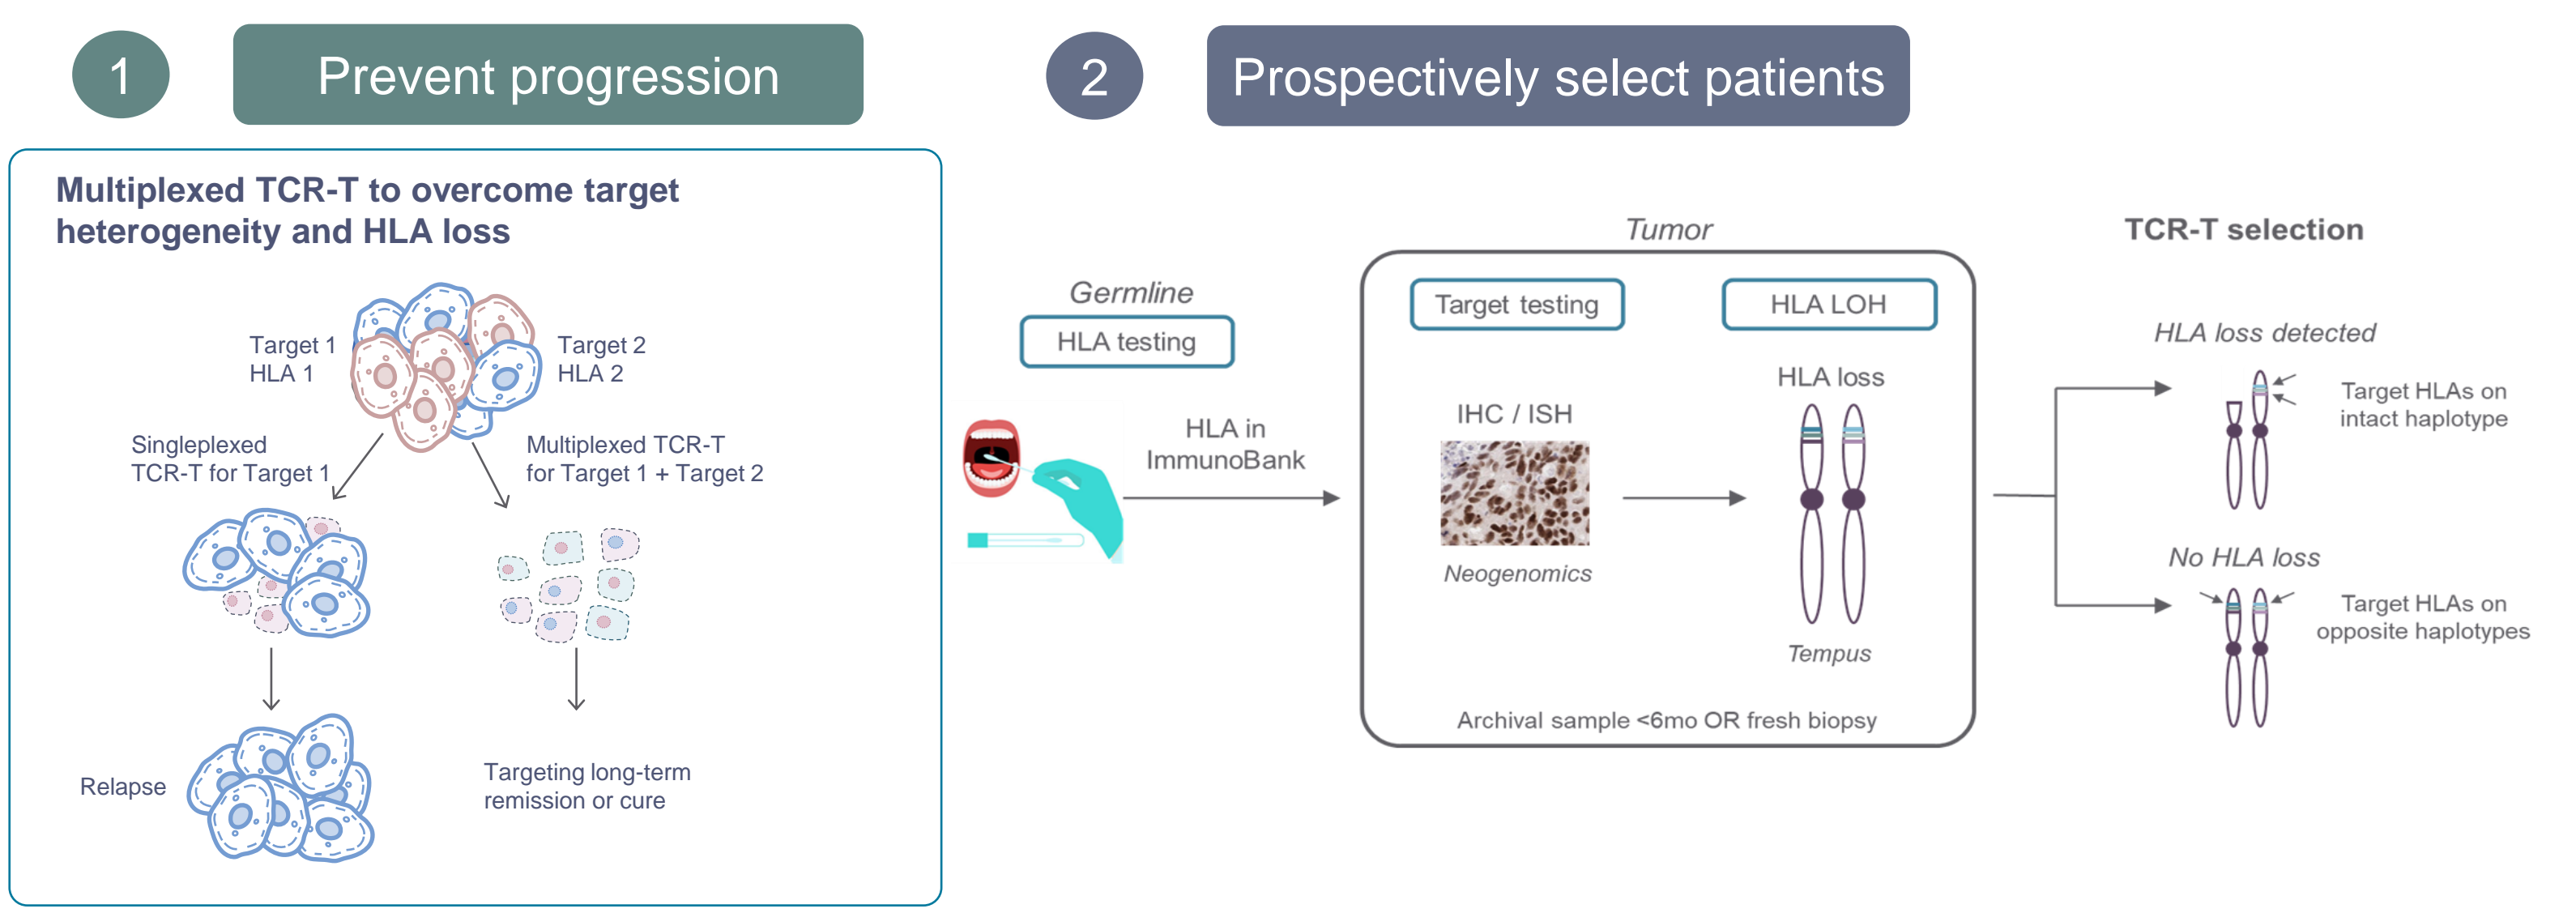 1
Prevent progression
Multiplexed TCR-T to overcome target
heterogeneity and HLA loss
Target 1
HLA 1
Target 2
HLA 2
Singleplexed
TCR-T for Target 1
Multiplexed TCR-T
for Target 1 + Target 2
Relapse
Targeting long-term
remission or cure
2
Prospectively select patients
Germline
HLA testing
HLA in
ImmunoBank
Tumor
Target testing
IHC / ISH
Neogenomics
HLA LOH
HLA loss
Tempus
Archival sample <6mo OR fresh biopsy
TCR-T selection
HLA loss detected
Target HLAs on
intact haplotype
No HLA loss
Target HLAs on
opposite haplotypes